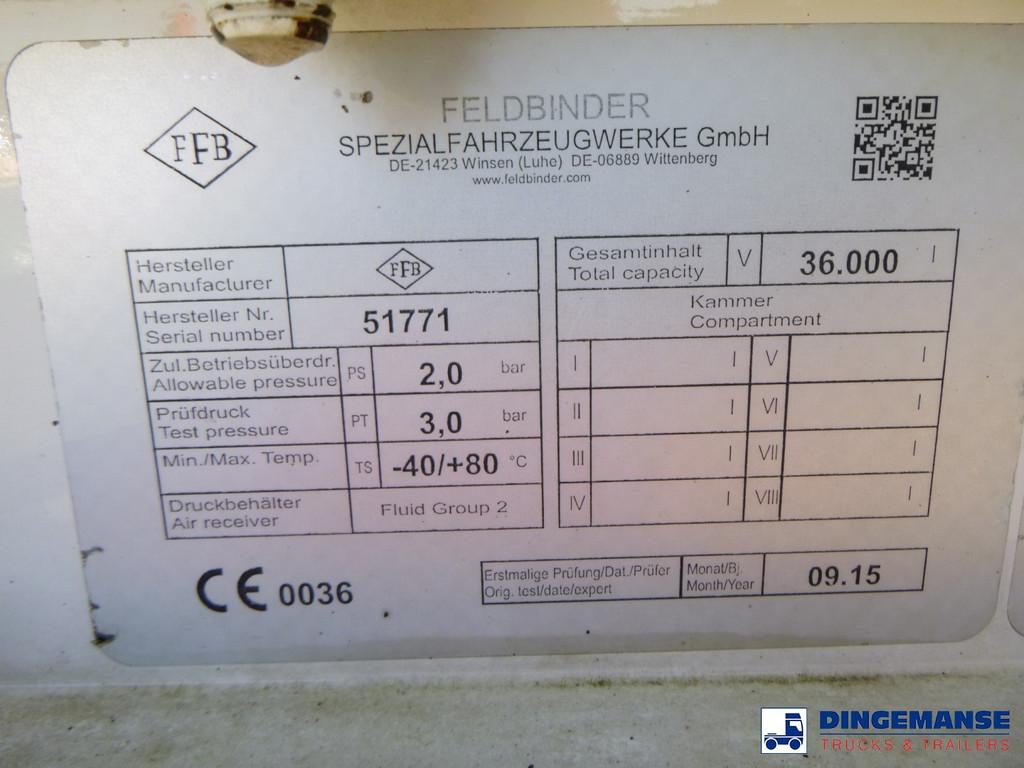 FFB
FELDBINDER
SPEZIALFAHRZEUGWERKE GmbH
DE-21423 Winsen (Luhe) DE-06889 Wittenberg
www.feldbinder.com
Hersteller
Manufacturer
FFB
Hersteller Nr.
Serial number
51771
Zul.Betriebsüberdr.
Allowable pressure
PS
2,0
bar
Prüfdruck
Test pressure
PT
3,0
bar
Min./Max. Temp.
TS
-40/+80
°C
Druckbehälter
Air receiver
Fluid Group 2
Gesamtinhalt
Total capacity
V
36.000
l
Kammer
Compartment
I
l
V
l
II
l
VI
l
III
l
VII
l
IV
l
VIII
l
CE 0036
Erstmalige Prüfung/Dat./Prüfer
Orig. test/date/expert
Monat/Bj.
Month/Year
09.15
DINGEMANSE
TRUCKS & TRAILERS